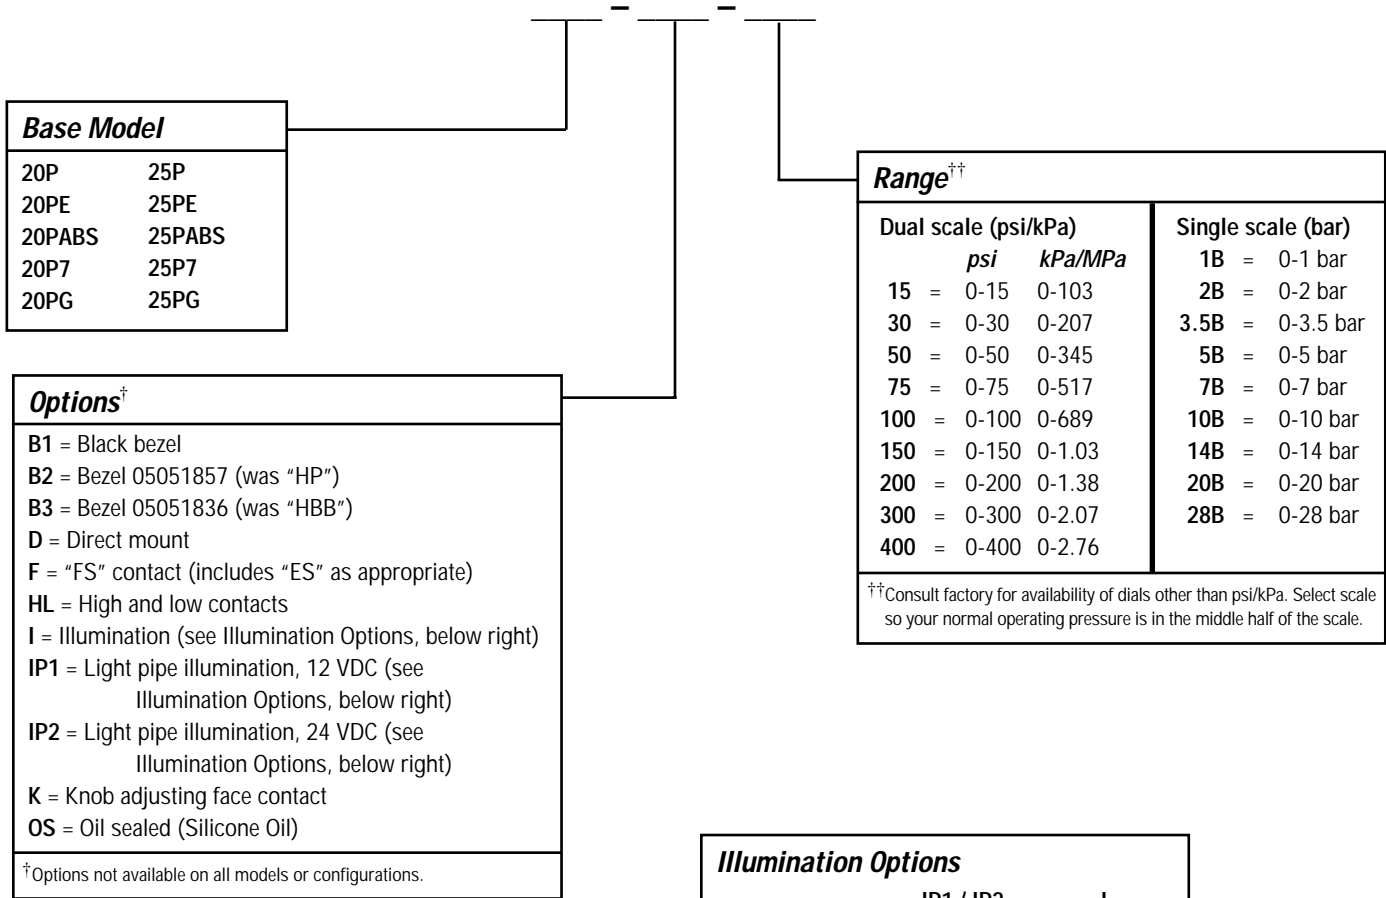 ____ – ____ – ____
Base Model
20P 25P
20PE 25PE
20PABS 25PABS
20P7 25P7
20PG 25PG
Options†
B1 = Black bezel
B2 = Bezel 05051857 (was “HP”)
B3 = Bezel 05051836 (was “HBB”)
D = Direct mount
F = “FS” contact (includes “ES” as appropriate)
HL = High and low contacts
I = Illumination (see Illumination Options, below right)
IP1 = Light pipe illumination, 12 VDC (see
Illumination Options, below right)
IP2 = Light pipe illumination, 24 VDC (see
Illumination Options, below right)
K = Knob adjusting face contact
OS = Oil sealed (Silicone Oil)
†Options not available on all models or configurations.
Range††
Dual scale (psi/kPa)
psi kPa/MPa
15 = 0-15 0-103
30 = 0-30 0-207
50 = 0-50 0-345
75 = 0-75 0-517
100 = 0-100 0-689
150 = 0-150 0-1.03
200 = 0-200 0-1.38
300 = 0-300 0-2.07
400 = 0-400 0-2.76
Single scale (bar)
1B = 0-1 bar
2B = 0-2 bar
3.5B = 0-3.5 bar
5B = 0-5 bar
7B = 0-7 bar
10B = 0-10 bar
14B = 0-14 bar
20B = 0-20 bar
28B = 0-28 bar
††Consult factory for availability of dials other than psi/kPa. Select scale
so your normal operating pressure is in the middle half of the scale.
Illumination Options
IP1 / IP2